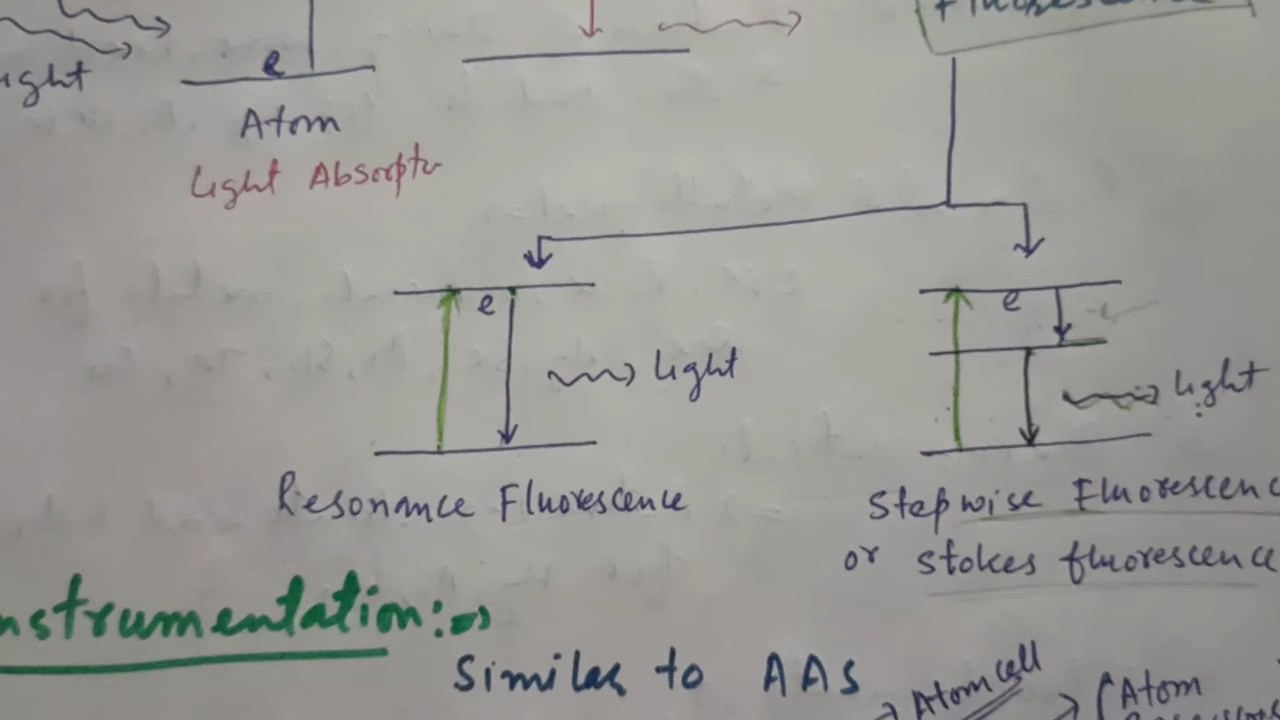 Fluorescence
e
light
Atom
Light Absorptn
e
light
e
light
Resonance Fluorescence
Stepwise Fluorescenc
or stokes fluorescence
nstrumentation:
Similar to AAS
Atom cell
Atom